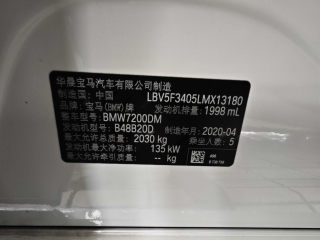 华晨宝马汽车有限公司制造
制造国：中国 LBV5F3405LMX13180
品牌：宝马(BMW)牌 发动机排量：1998 mL
整车型号：BMW7200DM
发动机型号：B48B20D 制造年月：2020-04
最大允许总质量：2030 kg 乘坐人数：5
发动机最大净功率：135 kW
最大允许牵引质量：-- kg